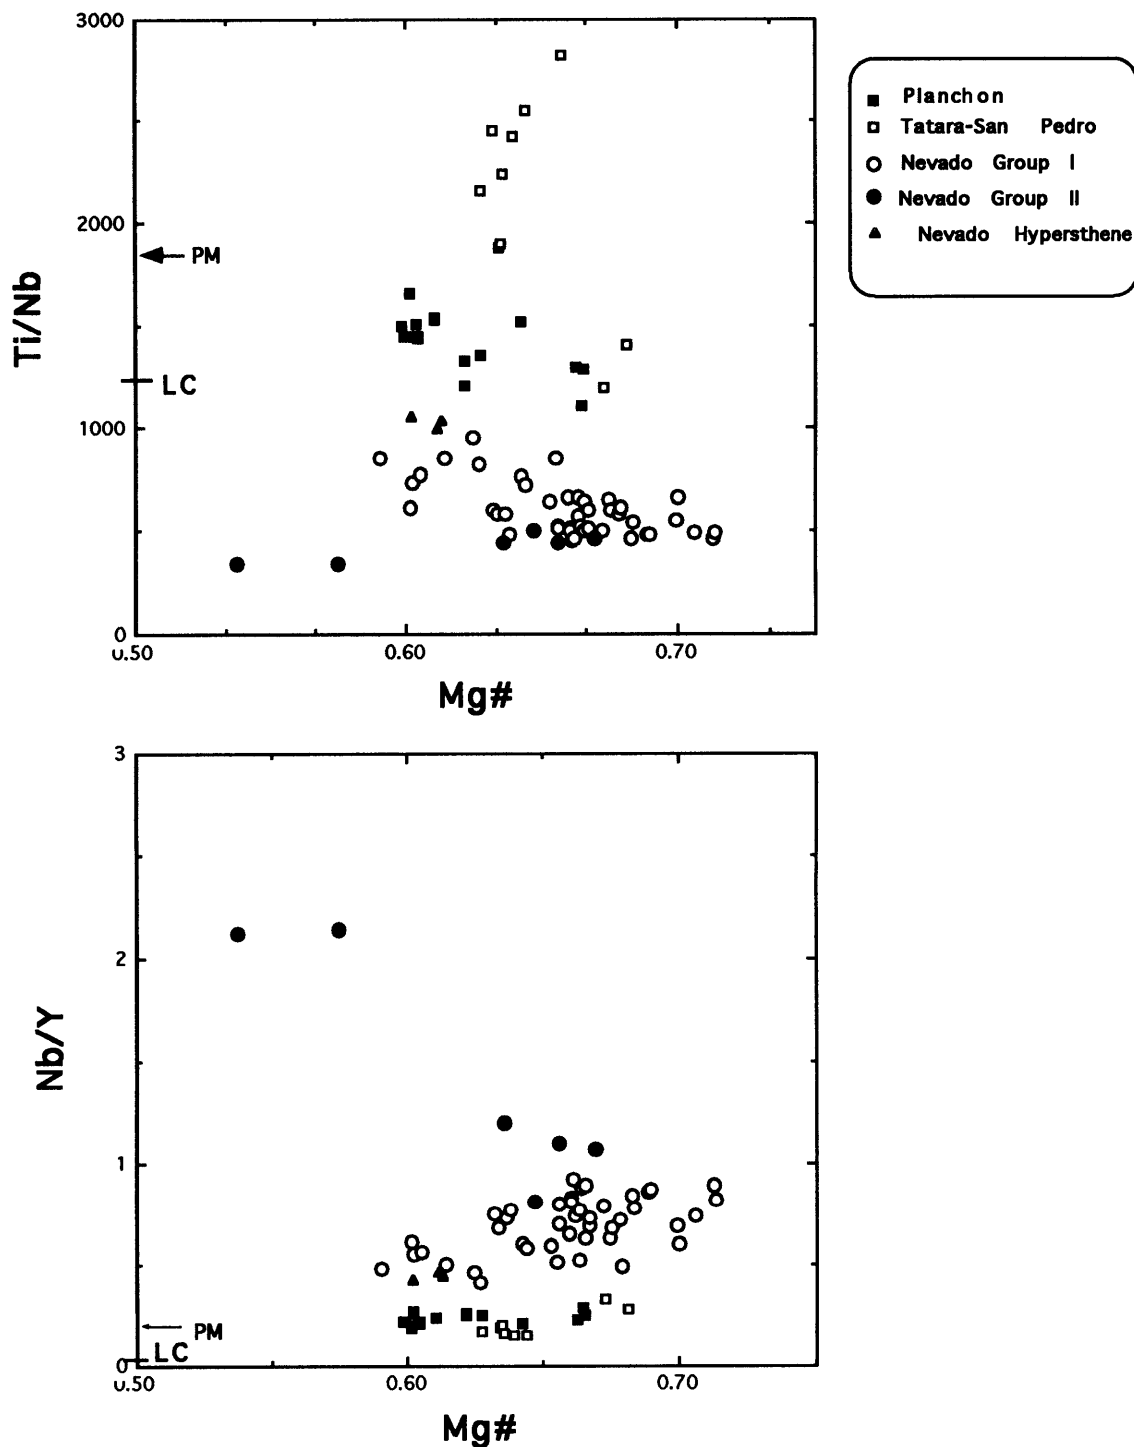 3000
2000
1000
0
PM
LC
Ti/Nb
0.50
0.60
0.70
Mg#
Planchon
Tatara-San Pedro
Nevado Group I
Nevado Group II
Nevado Hypersthene
3
2
1
0
PM
LC
Nb/Y
0.50
0.60
0.70
Mg#